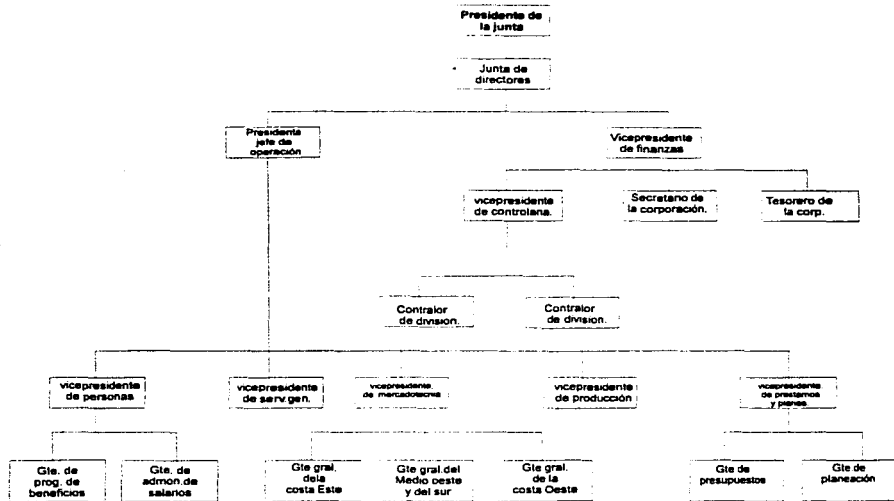 Presidente de
la junta
Junta de
directores
Presidente
jefe de
operación
Vicepresidente
de finanzas
vicepresidente
de controlaria.
Secretario de
la corporación.
Tesorero de
la corp.
Contralor
de division.
Contralor
de division.
vicepresidente
de personas
vicepresidente
de serv.gen.
vicepresidente
de mercadotecnia
vicepresidente
de producción
vicepresidente
de prestamos
y planes
Gte. de
prog. de
beneficios
Gte. de
admon.de
salarios
Gte gral.
dela
costa Este
Gte gral.del
Medio oeste
y del sur
Gte gral.
de la
costa Oeste
Gte de
presupuestos
Gte.de
planeación